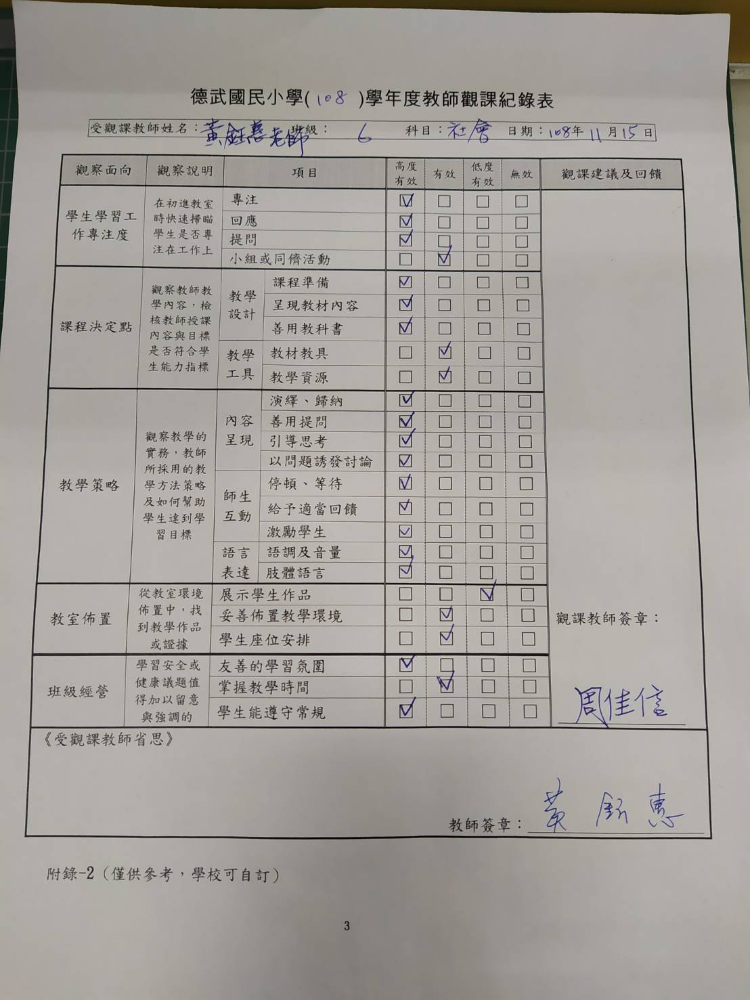 德武國民小學( 108 )學年度教師觀課紀錄表
受觀課教師姓名：黃鈺惠老師 班級： 6 科目：社會 日期：108年 11 月 15 日
觀察面向 觀察說明 項目 高度有效 有效 低度有效 無效 觀課建議及回饋
學生學習工作專注度
在初進教室
時快速掃瞄
學生是否專
注在工作上
專注 ☑ □ □ □
回應 ☑ □ □ □
提問 ☑ □ □ □
小組或同儕活動 □ ☑ □ □
課程決定點
觀察教師教
學內容，檢
核教師授課
內容與目標
是否符合學
生能力指標
教學設計
課程準備 ☑ □ □ □
呈現教材內容 ☑ □ □ □
善用教科書 ☑ □ □ □
教學工具
教材教具 □ ☑ □ □
教學資源 □ ☑ □ □
教學策略
觀察教學的
實務，教師
所採用的教
學方法策略
及如何幫助
學生達到學
習目標
內容呈現
演繹、歸納 ☑ □ □ □
善用提問 ☑ □ □ □
引導思考 ☑ □ □ □
以問題誘發討論 ☑ □ □ □
師生互動
停頓、等待 ☑ □ □ □
給予適當回饋 ☑ □ □ □
激勵學生 ☑ □ □ □
語言表達
語調及音量 ☑ □ □ □
肢體語言 ☑ □ □ □
教室佈置
從教室環境
佈置中，找
到教學作品
或證據
展示學生作品 □ □ ☑ □
妥善佈置教學環境 □ ☑ □ □
學生座位安排 □ ☑ □ □
班級經營
學習安全或
健康議題值
得加以留意
與強調的
友善的學習氛圍 ☑ □ □ □
掌握教學時間 □ ☑ □ □
學生能遵守常規 ☑ □ □ □
觀課教師簽章：
周佳信
《受觀課教師省思》
教師簽章：黃鈺惠
附錄-2（僅供參考，學校可自訂）
3